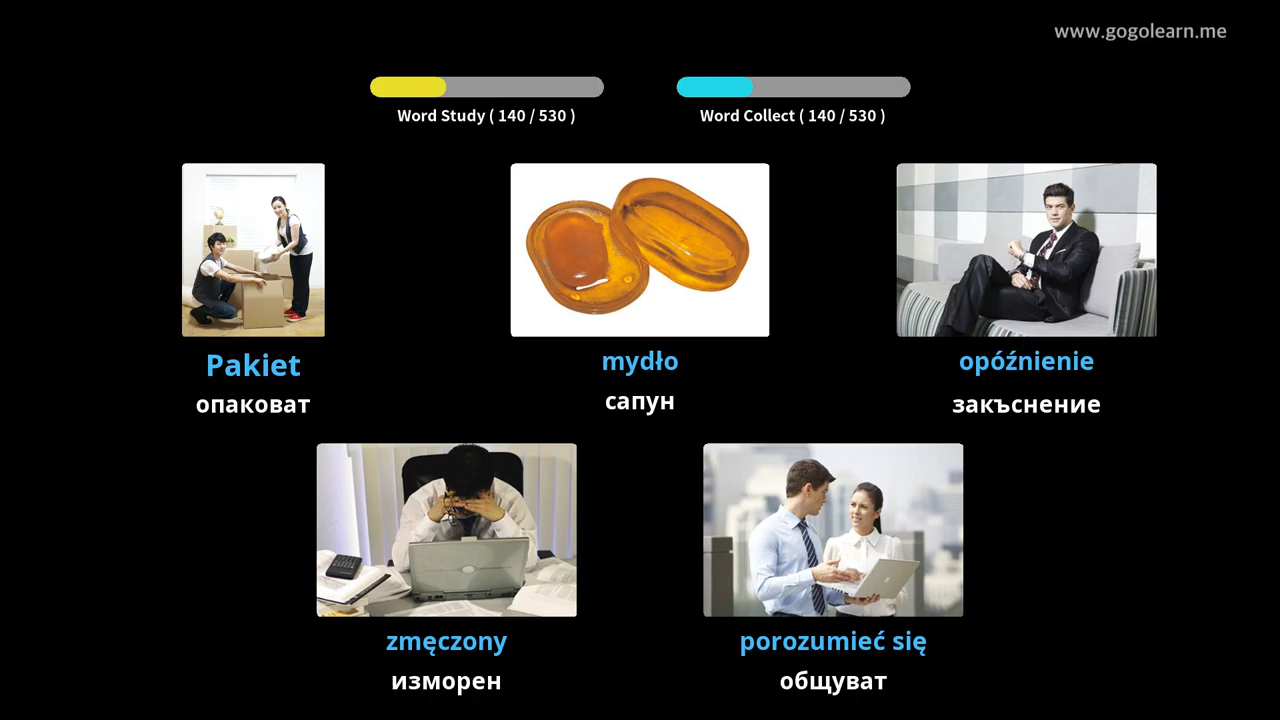 www.gogolearn.me
Word Study ( 140 / 530 )
Word Collect ( 140 / 530 )
Pakiet
опаковат
mydło
сапун
opóźnienie
закъснение
zmęczony
изморен
porozumieć się
общуват